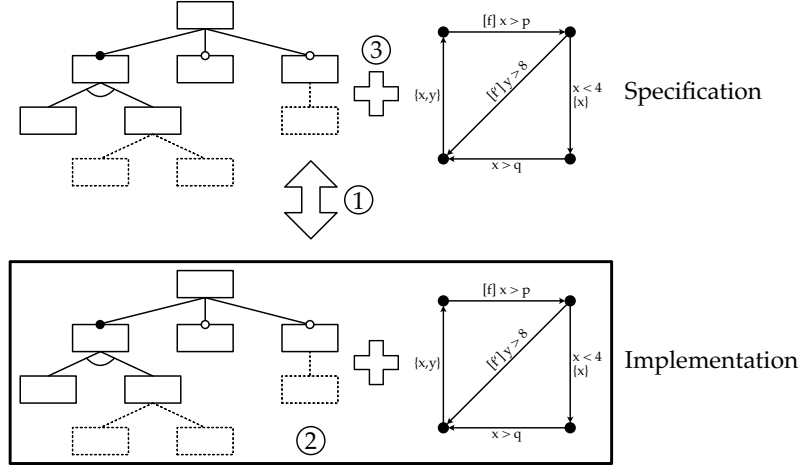 ③
[f] x > p
{x,y}
[f'] y > 8
x < 4
{x}
x > q
Specification
①
[f] x > p
{x,y}
[f'] y > 8
x < 4
{x}
x > q
Implementation
②